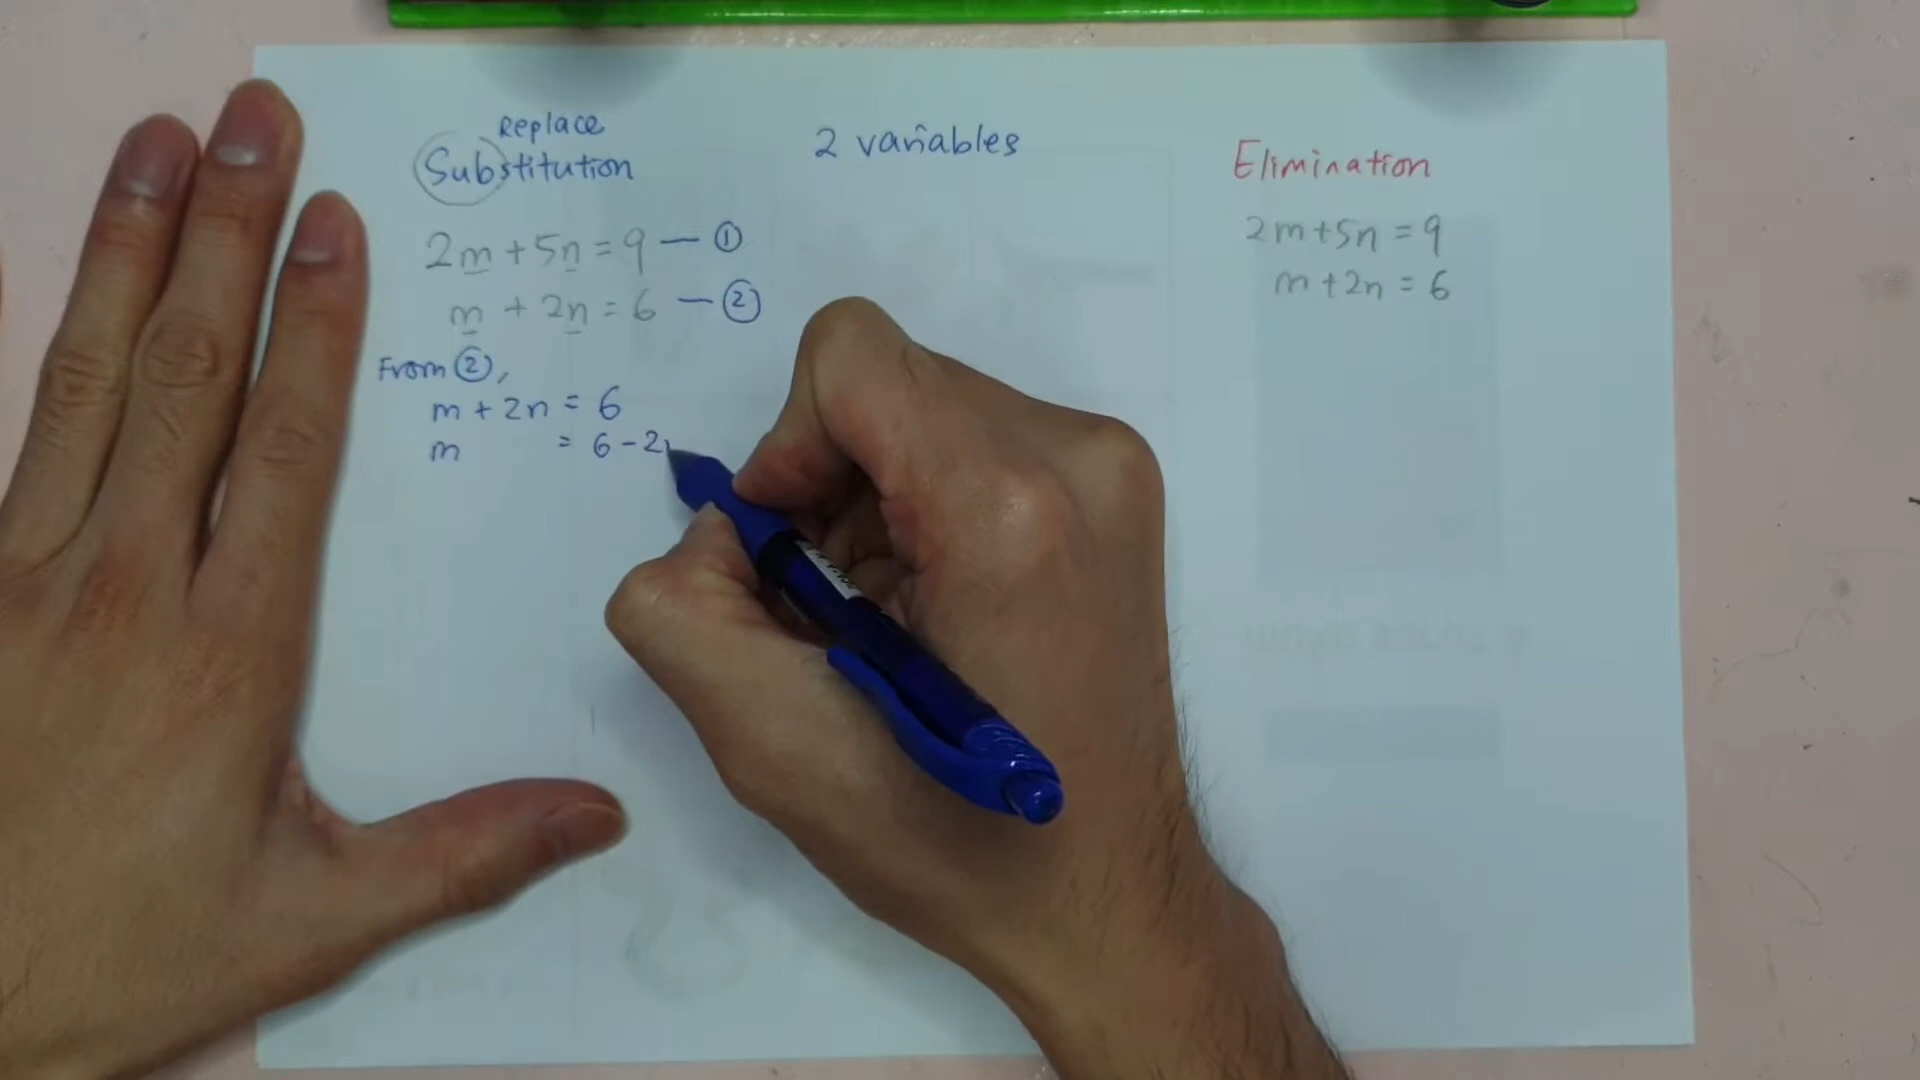 Replace
Substitution
2m + 5n = 9 — ①
m + 2n = 6 — ②
From ②,
m + 2n = 6
m = 6 - 2
2 variables
Elimination
2m+5n = 9
m+2n = 6